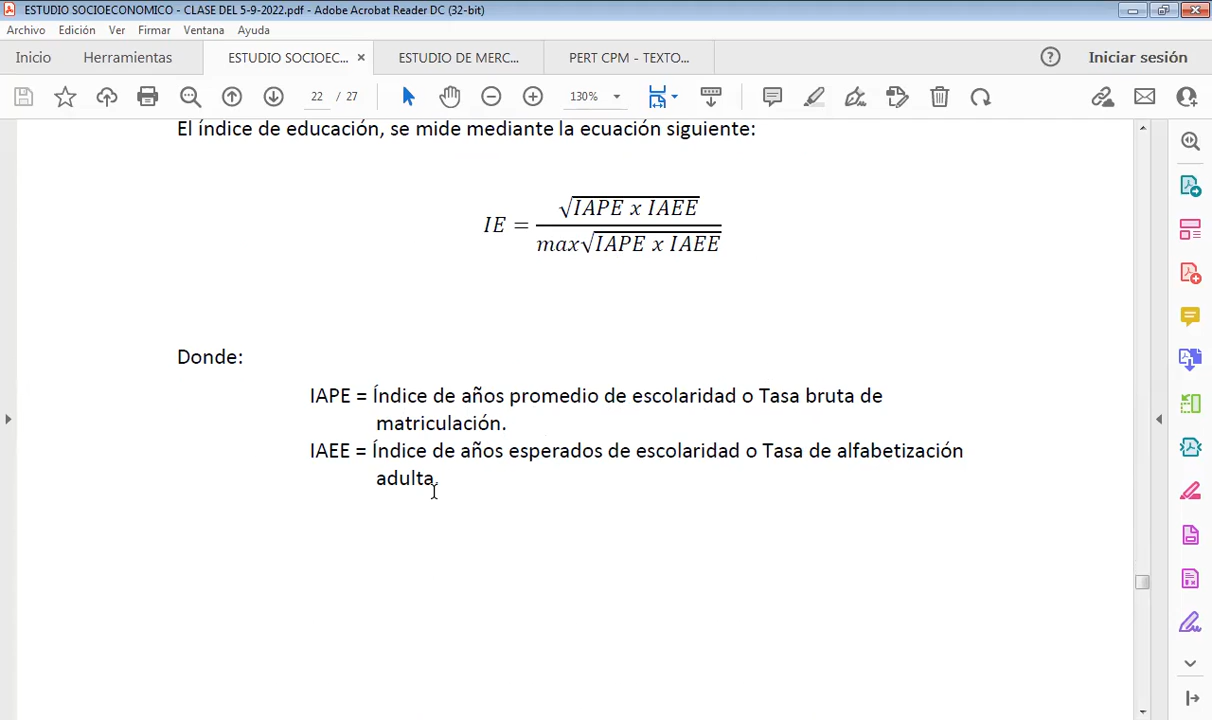 ESTUDIO SOCIOECONOMICO - CLASE DEL 5-9-2022.pdf - Adobe Acrobat Reader DC (32-bit)
Archivo Edición Ver Firmar Ventana Ayuda
Inicio Herramientas ESTUDIO SOCIOEC... × ESTUDIO DE MERC... PERT CPM - TEXTO... Iniciar sesión
22 / 27 130%
El índice de educación, se mide mediante la ecuación siguiente:
IE = √IAPE x IAEE
max√IAPE x IAEE
Donde:
IAPE = Índice de años promedio de escolaridad o Tasa bruta de
matriculación.
IAEE = Índice de años esperados de escolaridad o Tasa de alfabetización
adulta.